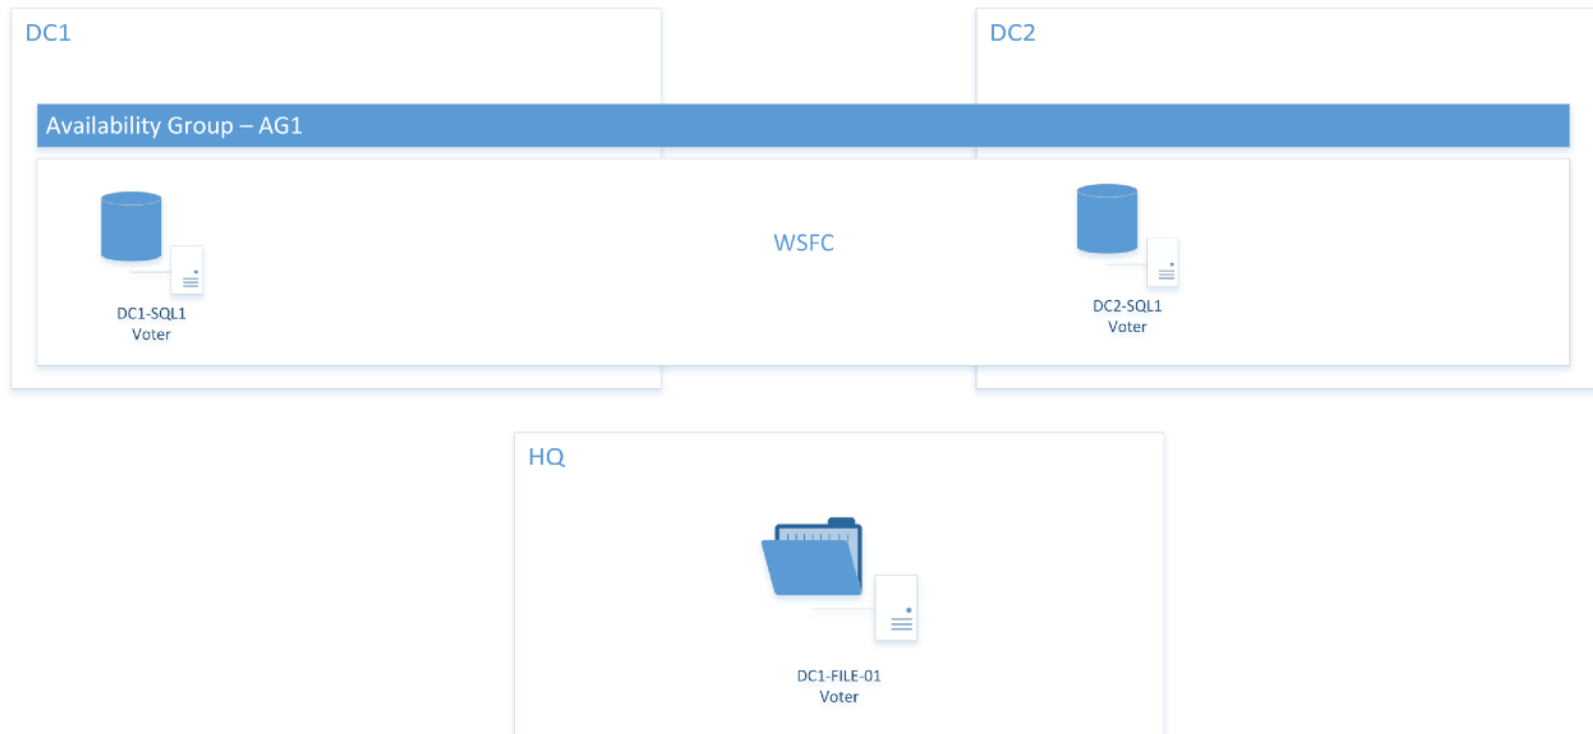 DC1
DC2
Availability Group – AG1
WSFC
DC1-SQL1
Voter
DC2-SQL1
Voter
HQ
DC1-FILE-01
Voter